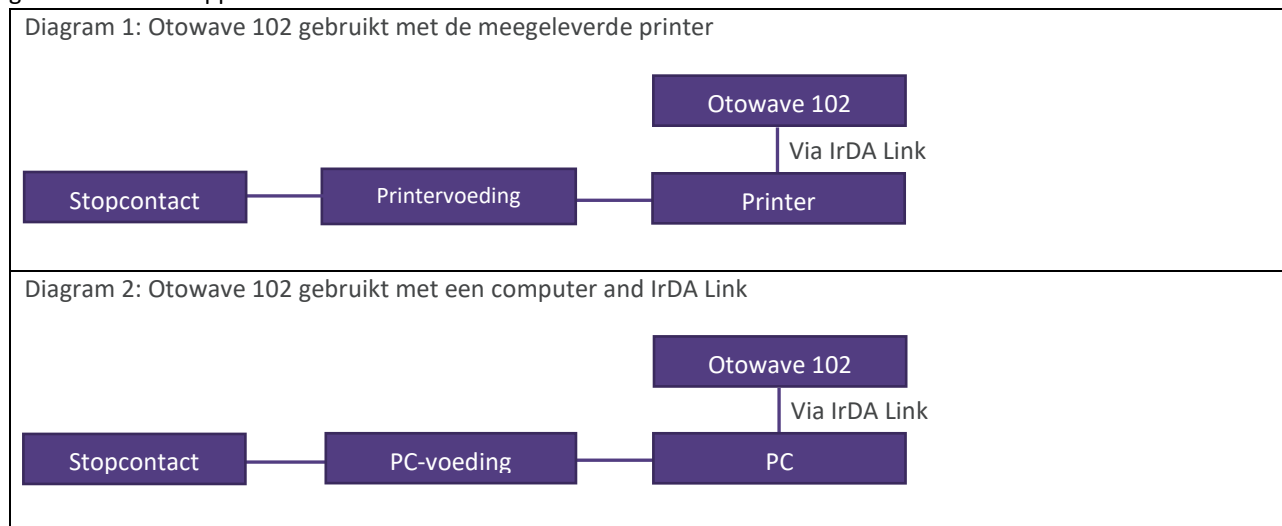 Diagram 1: Otowave 102 gebruikt met de meegeleverde printer
Otowave 102
Via IrDA Link
Stopcontact
Printervoeding
Printer
Diagram 2: Otowave 102 gebruikt met een computer and IrDA Link
Otowave 102
Via IrDA Link
Stopcontact
PC-voeding
PC